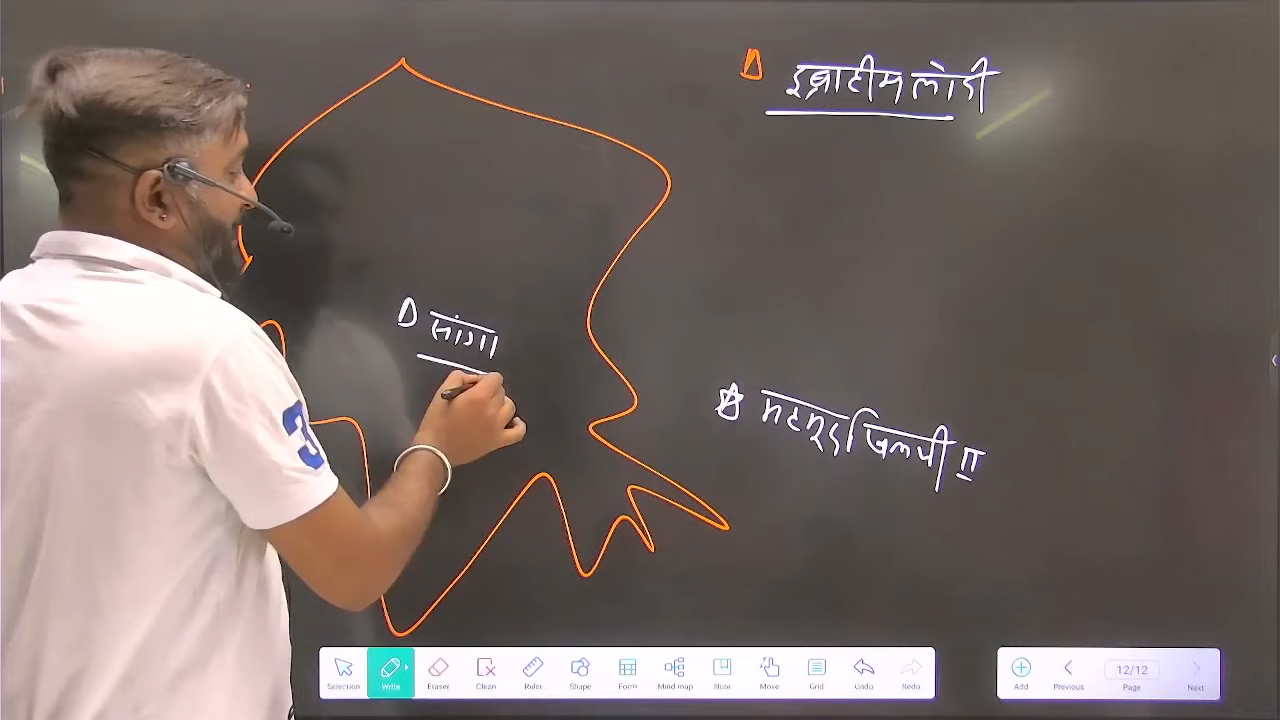 इब्राहीम लोदी
सांगा
महमूद खिलजी II
3
Selection Write Eraser Clean Ruler Shape Form Mind map Note Move Grid Undo Redo
Add Previous 12/12 Page Next